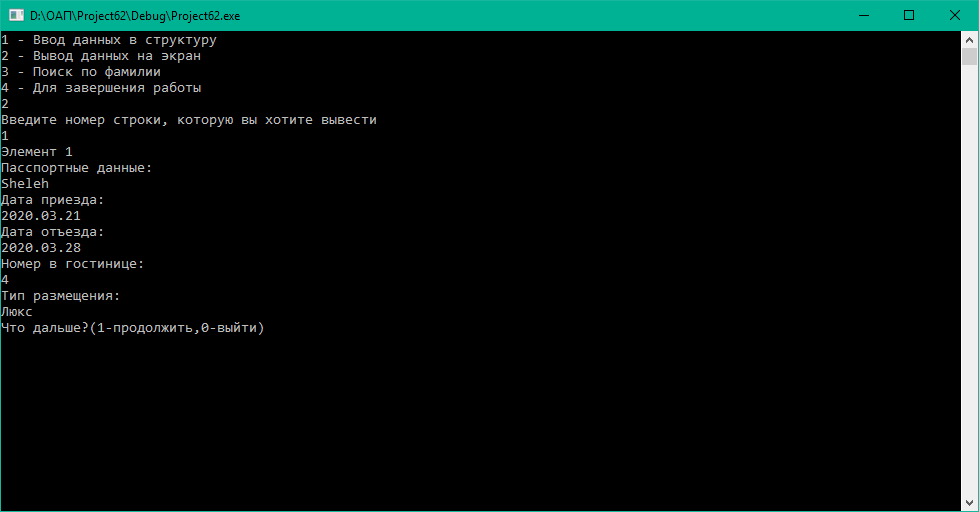 D:\ОАП\Project62\Debug\Project62.exe
1 - Ввод данных в структуру
2 - Вывод данных на экран
3 - Поиск по фамилии
4 - Для завершения работы
2
Введите номер строки, которую вы хотите вывести
1
Элемент 1
Пасспортные данные:
Sheleh
Дата приезда:
2020.03.21
Дата отъезда:
2020.03.28
Номер в гостинице:
4
Тип размещения:
Люкс
Что дальше?(1-продолжить,0-выйти)